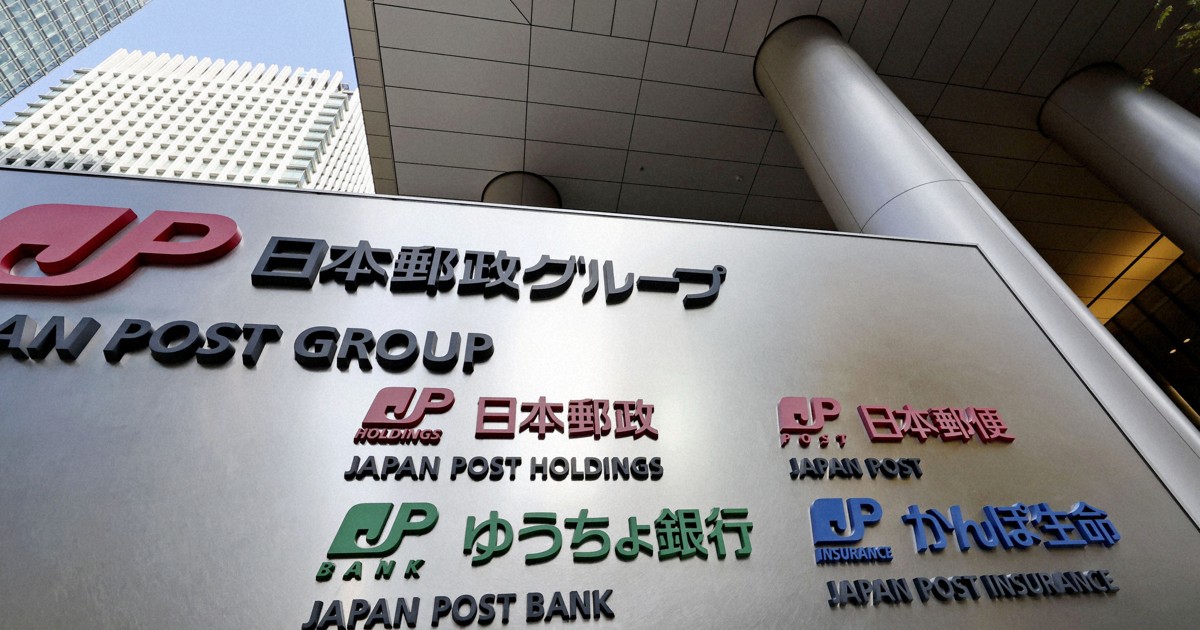 JP 日本郵政グループ
AN POST GROUP
JP HOLDINGS 日本郵政
JAPAN POST HOLDINGS
JP POST 日本郵便
JAPAN POST
JP BANK ゆうちょ銀行
JAPAN POST BANK
JP INSURANCE かんぽ生命
JAPAN POST INSURANCE